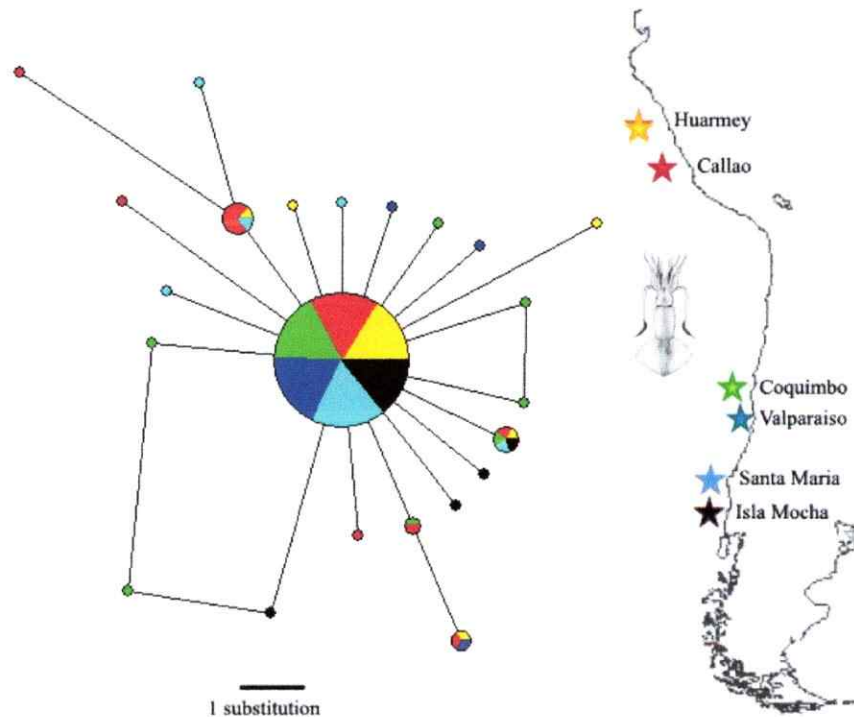 Huarmey
Callao
Coquimbo
Valparaiso
Santa Maria
Isla Mocha
1 substitution